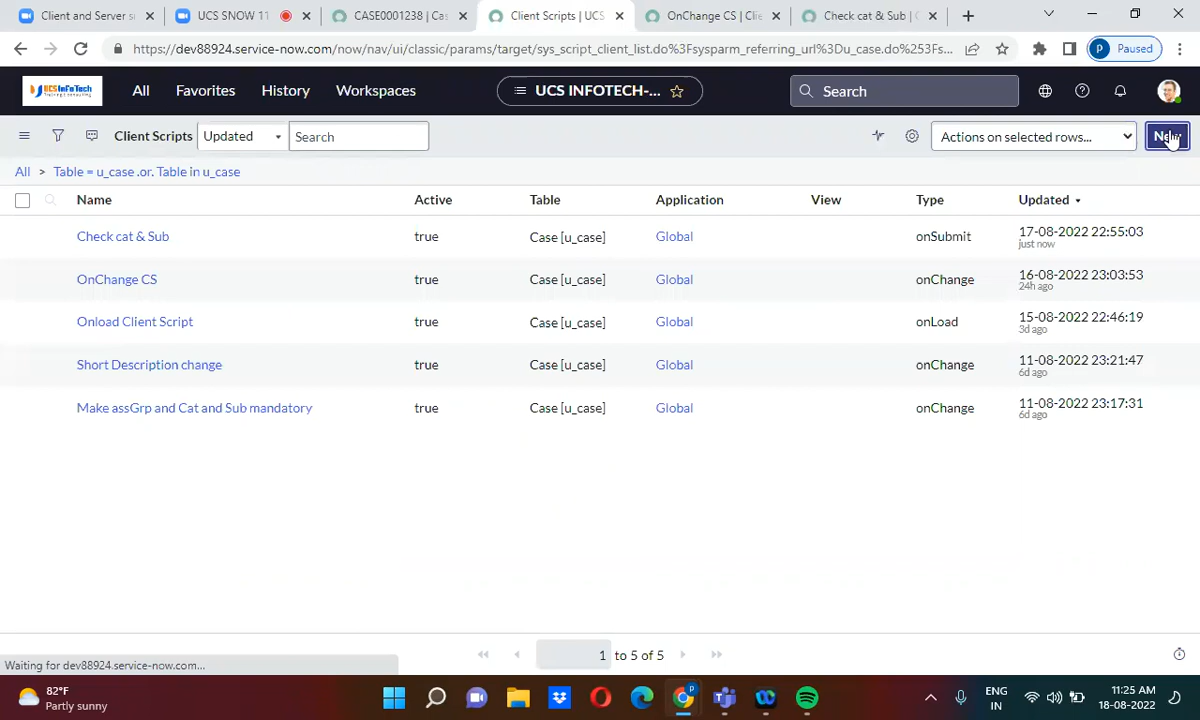 Client and Server s
UCS SNOW 11
CASE0001238 | Cas
Client Scripts | UCS
OnChange CS | Clie
Check cat & Sub | C
https://dev88924.service-now.com/now/nav/ui/classic/params/target/sys_script_client_list.do%3Fsysparm_referring_url%3Du_case.do%253Fs...
P Paused
UCSInfoTech
All Favorites History Workspaces
UCS INFOTECH-...
Search
Client Scripts Updated Search
Actions on selected rows...
New
All > Table = u_case .or. Table in u_case
Name Active Table Application View Type Updated
Check cat & Sub true Case [u_case] Global onSubmit 17-08-2022 22:55:03
just now
OnChange CS true Case [u_case] Global onChange 16-08-2022 23:03:53
24h ago
Onload Client Script true Case [u_case] Global onLoad 15-08-2022 22:46:19
3d ago
Short Description change true Case [u_case] Global onChange 11-08-2022 23:21:47
6d ago
Make assGrp and Cat and Sub mandatory true Case [u_case] Global onChange 11-08-2022 23:17:31
6d ago
1 to 5 of 5
Waiting for dev88924.service-now.com...
82°F
Partly sunny
P
ENG
IN
11:25 AM
18-08-2022